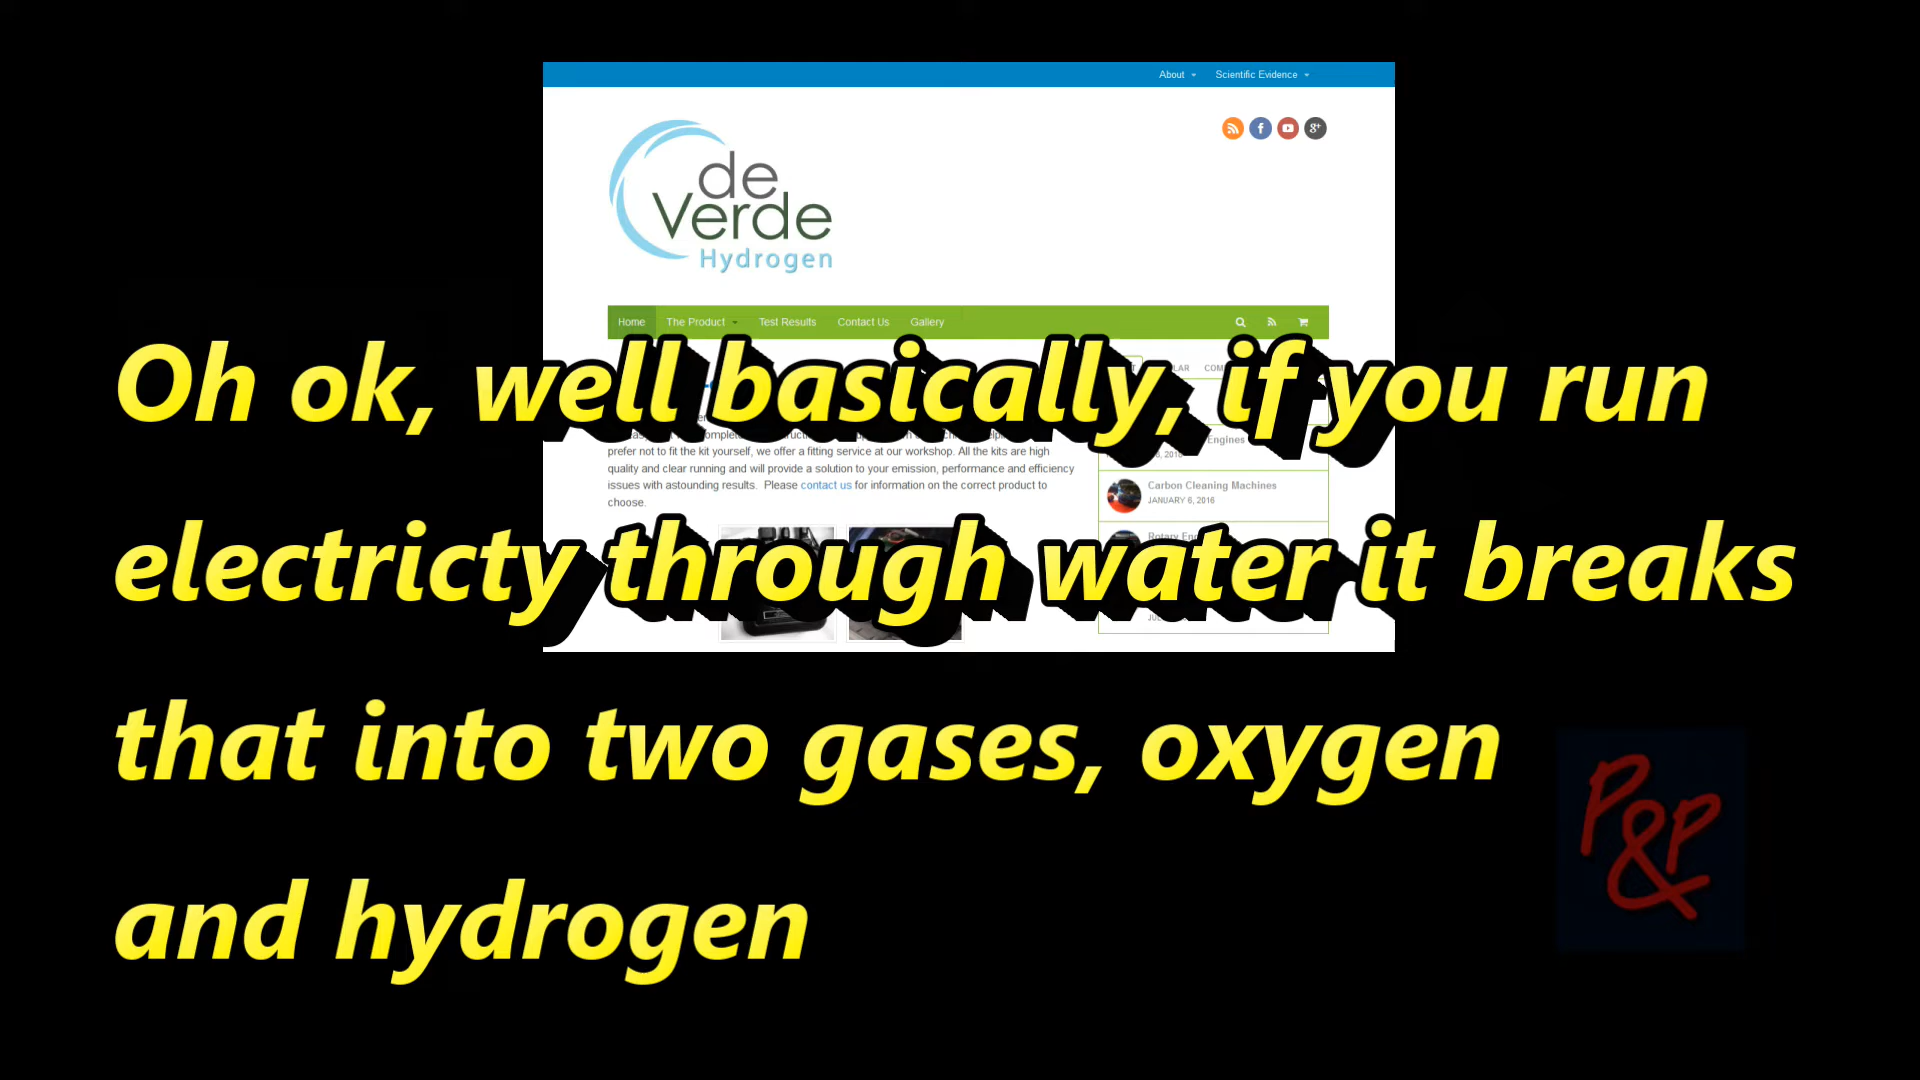 About
Scientific Evidence
de
Verde
Hydrogen
Home The Product Test Results Contact Us Gallery
Oh ok, well basically, if you run
prefer not to fit the kit yourself, we offer a fitting service at our workshop. All the kits are high
quality and clear running and will provide a solution to your emission, performance and efficiency
issues with astounding results. Please contact us for information on the correct product to
choose.
Engines
Carbon Cleaning Machines
JANUARY 6, 2016
electricty through water it breaks
that into two gases, oxygen
and hydrogen
P&P